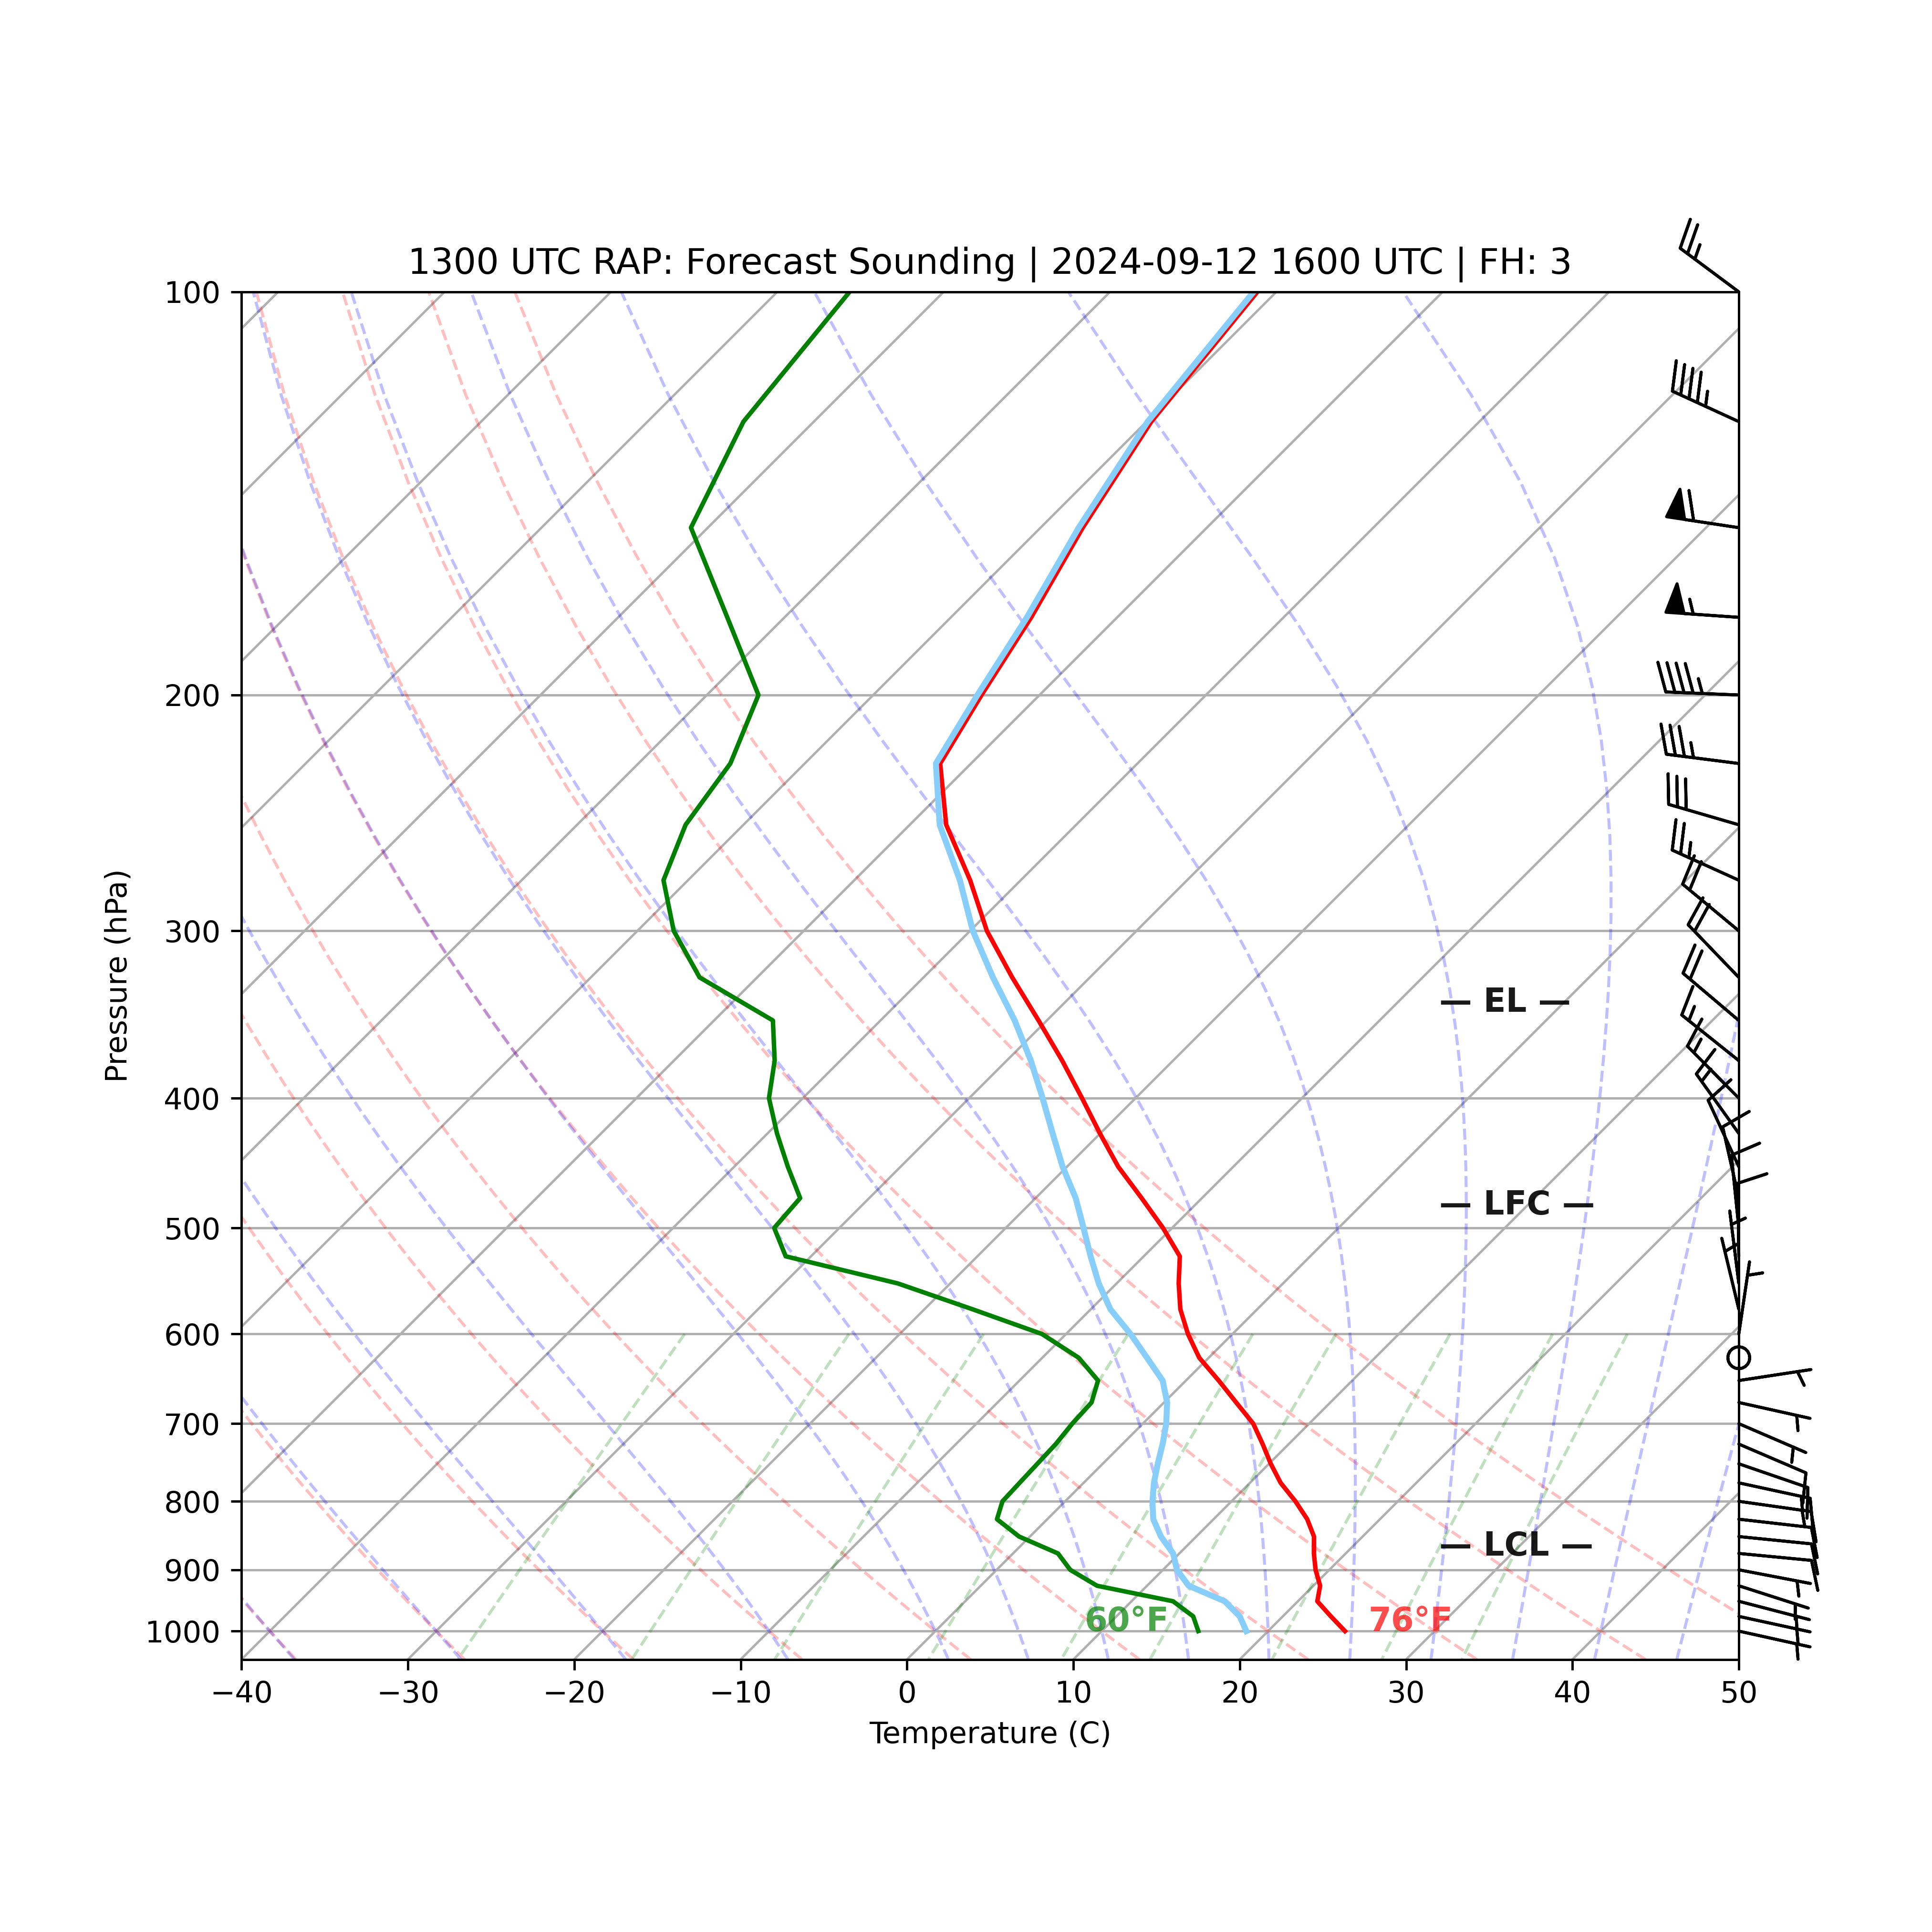 1300 UTC RAP: Forecast Sounding | 2024-09-12 1600 UTC | FH: 3
100
200
300
400
500
600
700
800
900
1000
Pressure (hPa)
— EL —
— LFC —
— LCL —
60°F
76°F
−40 −30 −20 −10 0 10 20 30 40 50
Temperature (C)